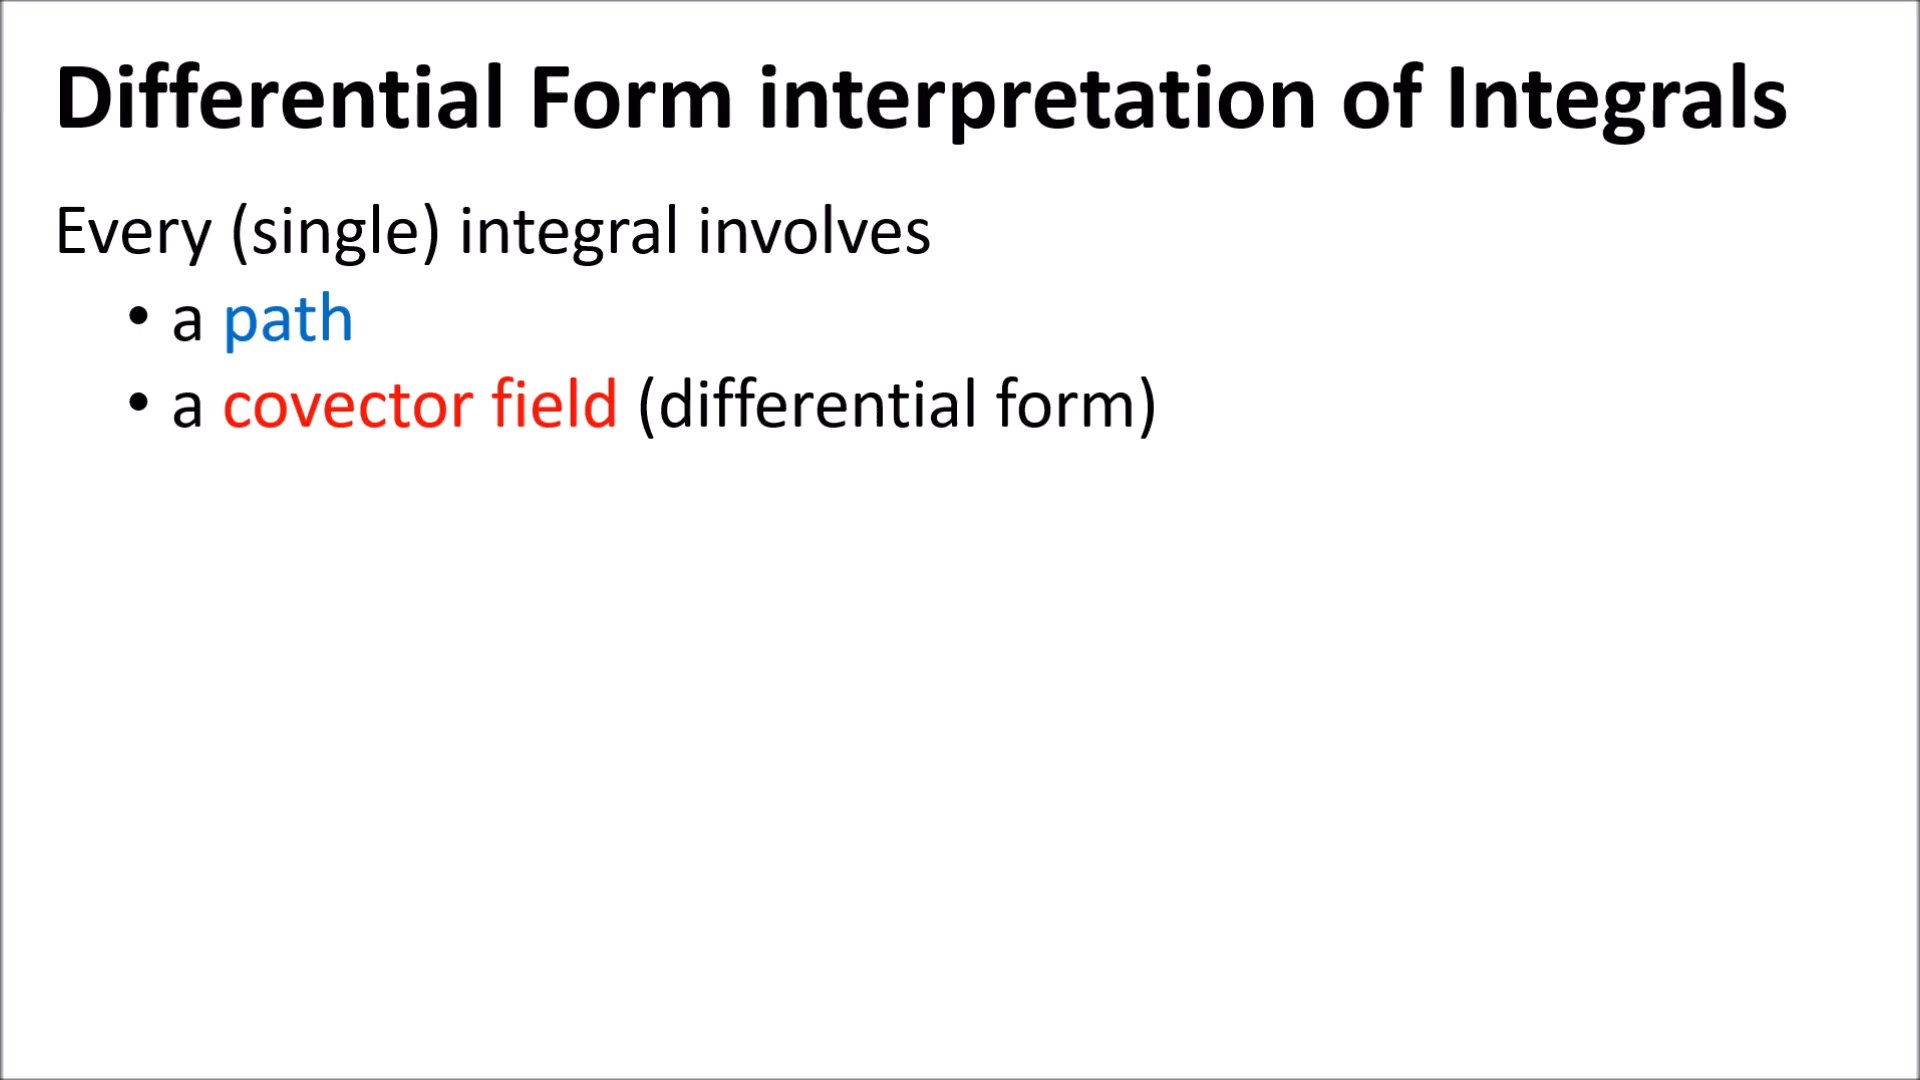 Differential Form interpretation of Integrals
Every (single) integral involves
• a path
• a covector field (differential form)